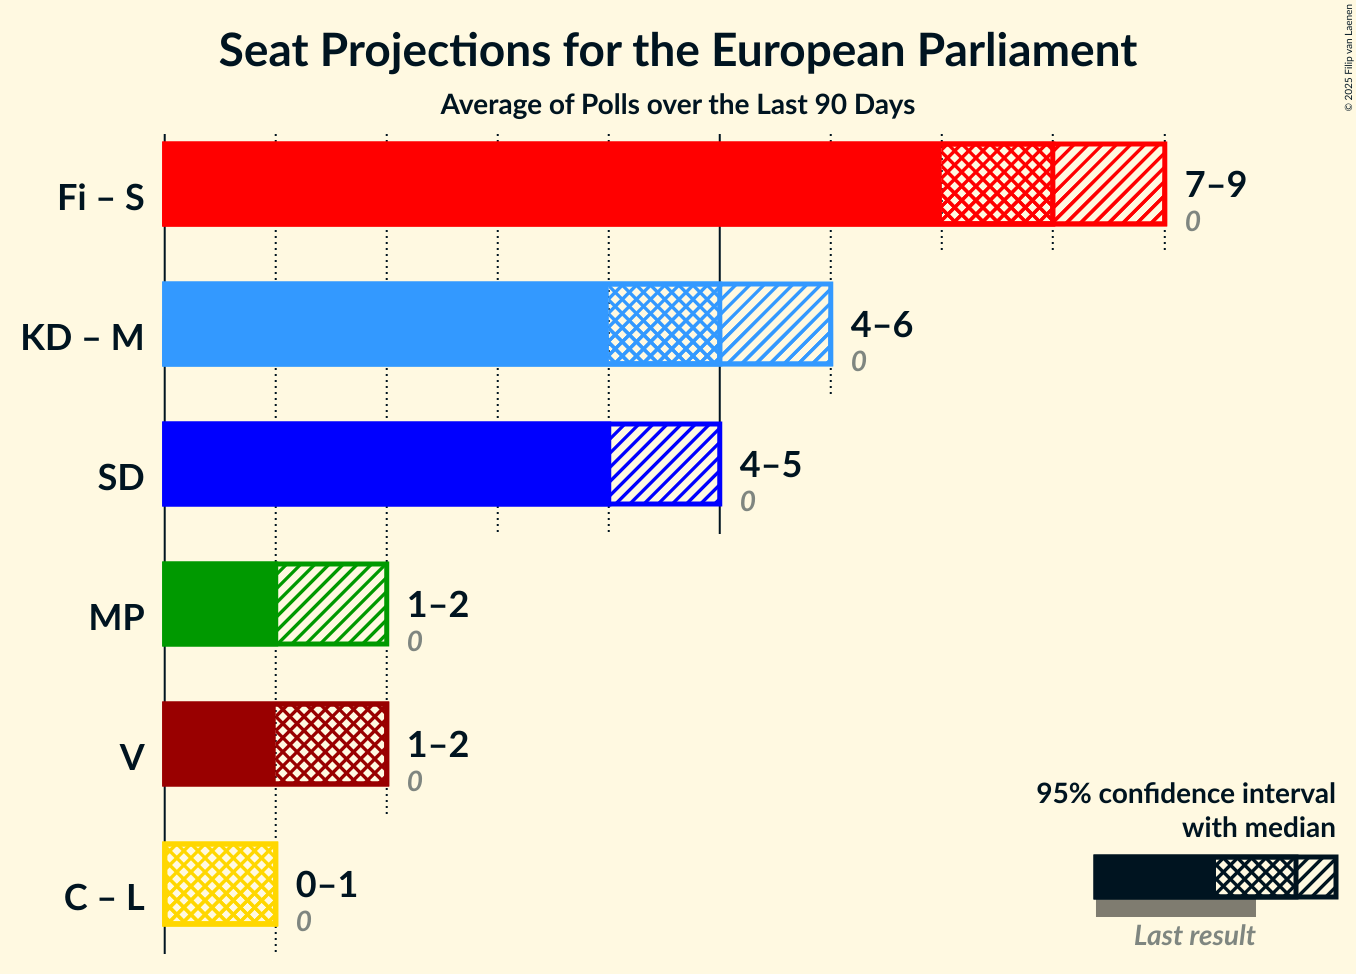 Seat Projections for the European Parliament
Average of Polls over the Last 90 Days
© 2025 Filip van Laenen
Fi – S
7–9
0
KD – M
4–6
0
SD
4–5
0
MP
1–2
0
V
1–2
0
C – L
0–1
0
95% confidence interval
with median
Last result